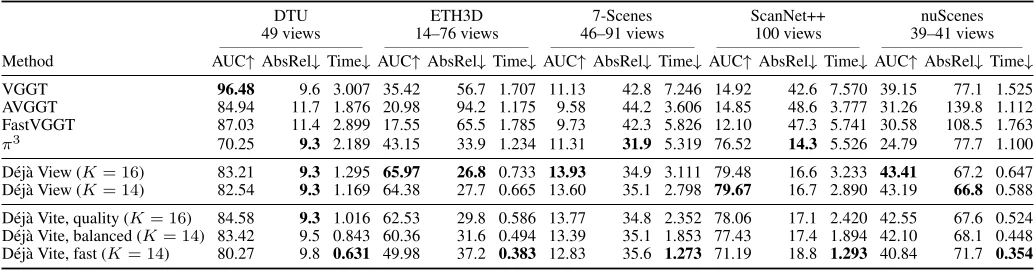 DTU ETH3D 7-Scenes ScanNet++ nuScenes
49 views 14–76 views 46–91 views 100 views 39–41 views
Method AUC↑ AbsRel↓ Time↓ AUC↑ AbsRel↓ Time↓ AUC↑ AbsRel↓ Time↓ AUC↑ AbsRel↓ Time↓ AUC↑ AbsRel↓ Time↓
VGGT 96.48 9.6 3.007 35.42 56.7 1.707 11.13 42.8 7.246 14.92 42.6 7.570 39.15 77.1 1.525
AVGGT 84.94 11.7 1.876 20.98 94.2 1.175 9.58 44.2 3.606 14.85 48.6 3.777 31.26 139.8 1.112
FastVGGT 87.03 11.4 2.899 17.55 65.5 1.785 9.73 42.3 5.826 12.10 47.3 5.741 30.58 108.5 1.763
π³ 70.25 9.3 2.189 43.15 33.9 1.234 11.31 31.9 5.319 76.52 14.3 5.526 24.79 77.7 1.100
Déjà View (K = 16) 83.21 9.3 1.295 65.97 26.8 0.733 13.93 34.9 3.111 79.48 16.6 3.233 43.41 67.2 0.647
Déjà View (K = 14) 82.54 9.3 1.169 64.38 27.7 0.665 13.60 35.1 2.798 79.67 16.7 2.890 43.19 66.8 0.588
Déjà Vite, quality (K = 16) 84.58 9.3 1.016 62.53 29.8 0.586 13.77 34.8 2.352 78.06 17.1 2.420 42.55 67.6 0.524
Déjà Vite, balanced (K = 14) 83.42 9.5 0.843 60.36 31.6 0.494 13.39 35.1 1.853 77.43 17.4 1.894 42.10 68.1 0.448
Déjà Vite, fast (K = 14) 80.27 9.8 0.631 49.98 37.2 0.383 12.83 35.6 1.273 71.19 18.8 1.293 40.84 71.7 0.354